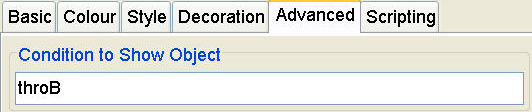 Basic Colour Style Decoration Advanced Scripting
Condition to Show Object
throB